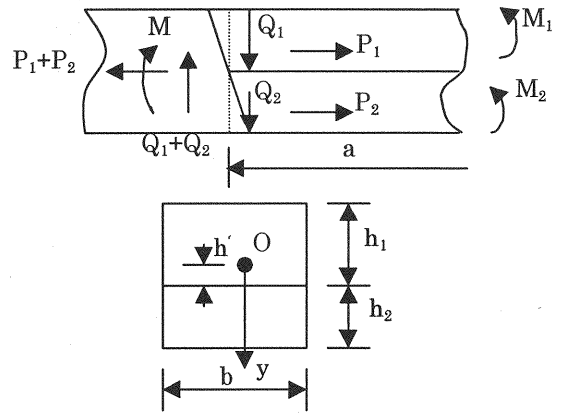 M
Q₁
P₁
M₁
P₁+P₂
Q₂
P₂
M₂
Q₁+Q₂
a
h'
O
h₁
h₂
b
y